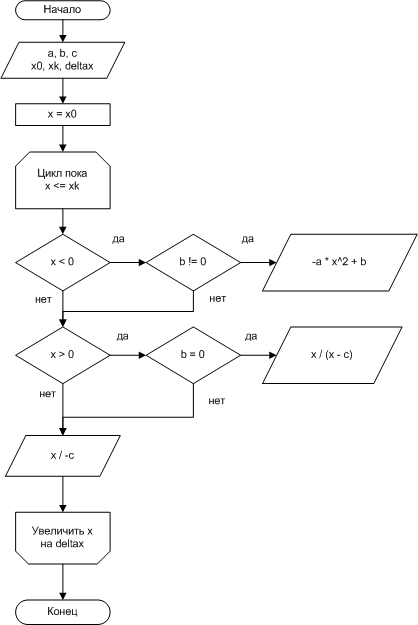 Начало
a, b, c
x0, xk, deltax
x = x0
Цикл пока
x <= xk
x < 0
да
b != 0
да
-a * x^2 + b
нет
нет
x > 0
да
b = 0
да
x / (x - c)
нет
нет
x / -c
Увеличить x
на deltax
Конец